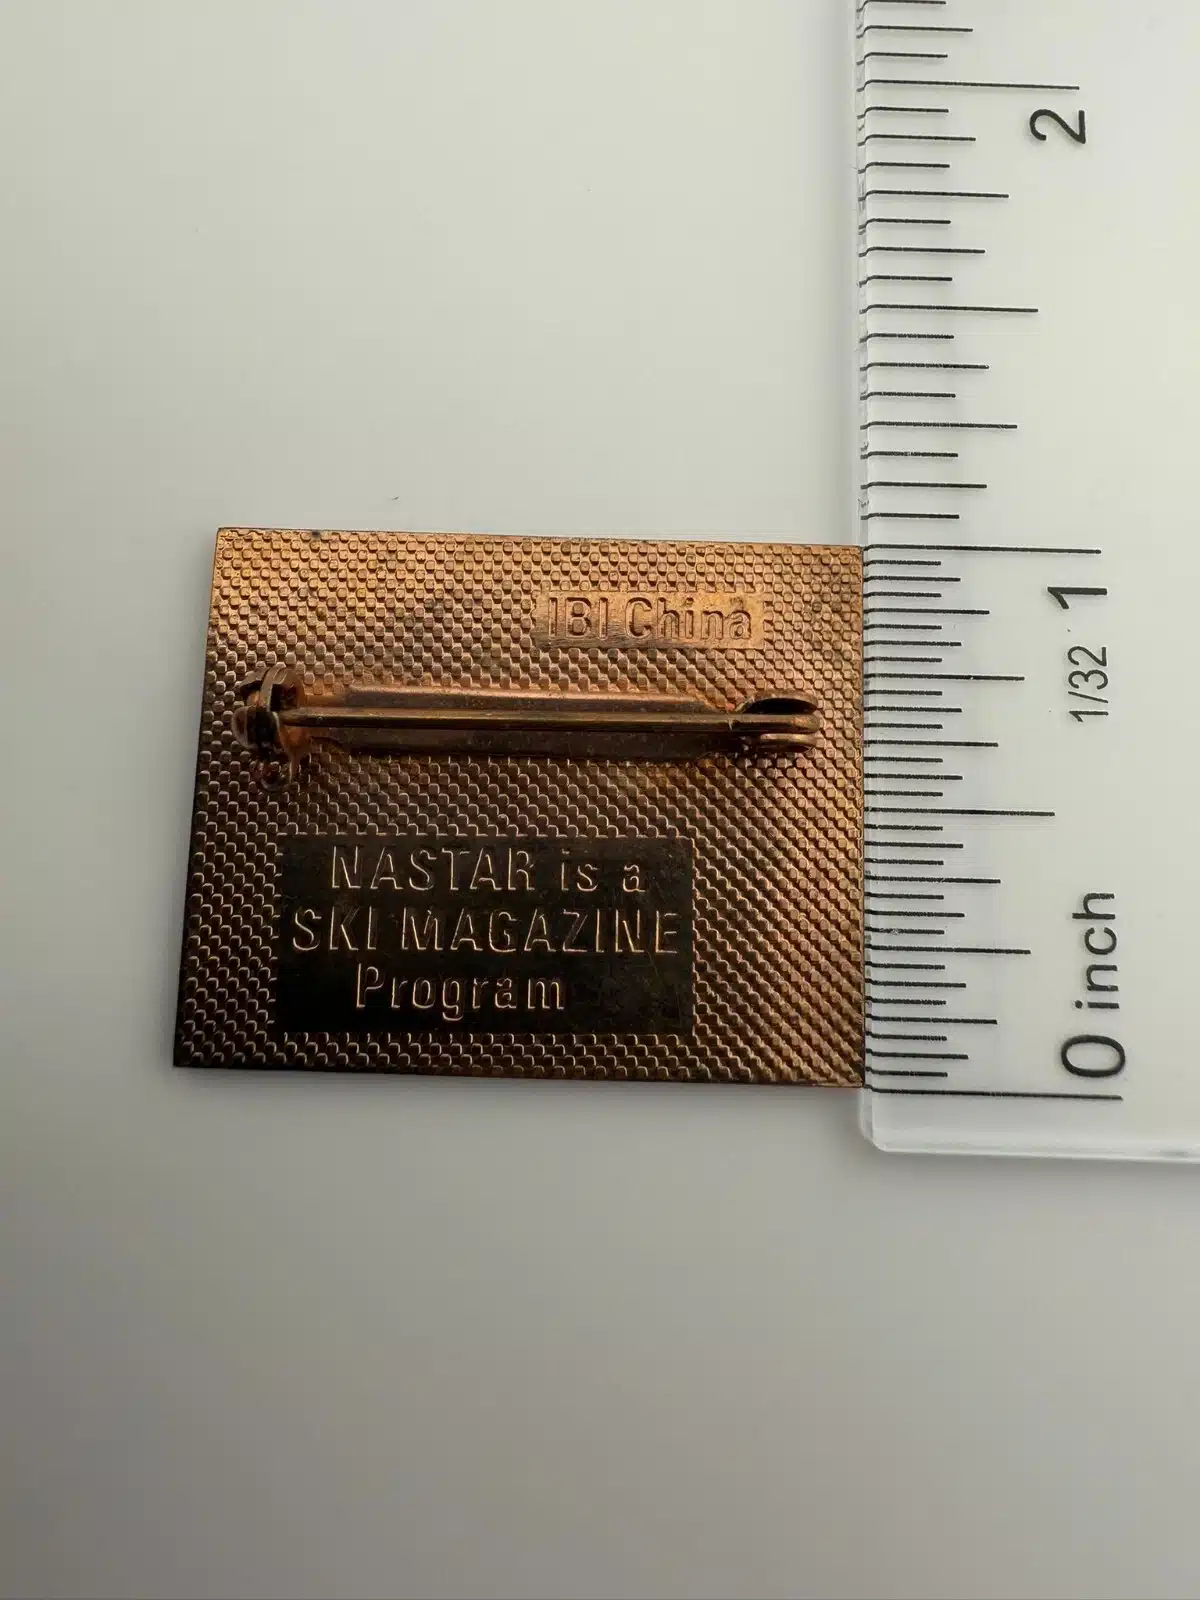 IBI China
NASTAR is a
SKI MAGAZINE
Program
2
1
1/32
0 inch